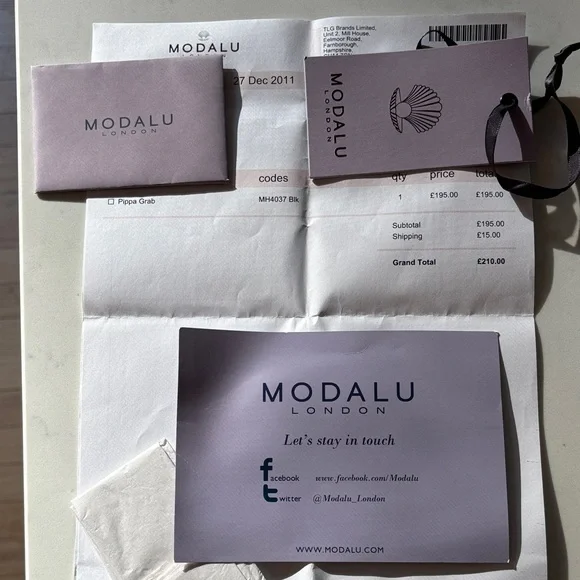 MODALU
TLG Brands Limited,
Unit 2, Mill House,
Eelmoor Road,
Farnborough,
Hampshire,
27 Dec 2011
MODALU
LONDON
MODALU
LONDON
codes
qty price total
Pippa Grab MH4037 Blk 1 £195.00 £195.00
Subtotal £195.00
Shipping £15.00
Grand Total £210.00
MODALU
LONDON
Let's stay in touch
facebook www.facebook.com/Modalu
twitter @Modalu_London
WWW.MODALU.COM